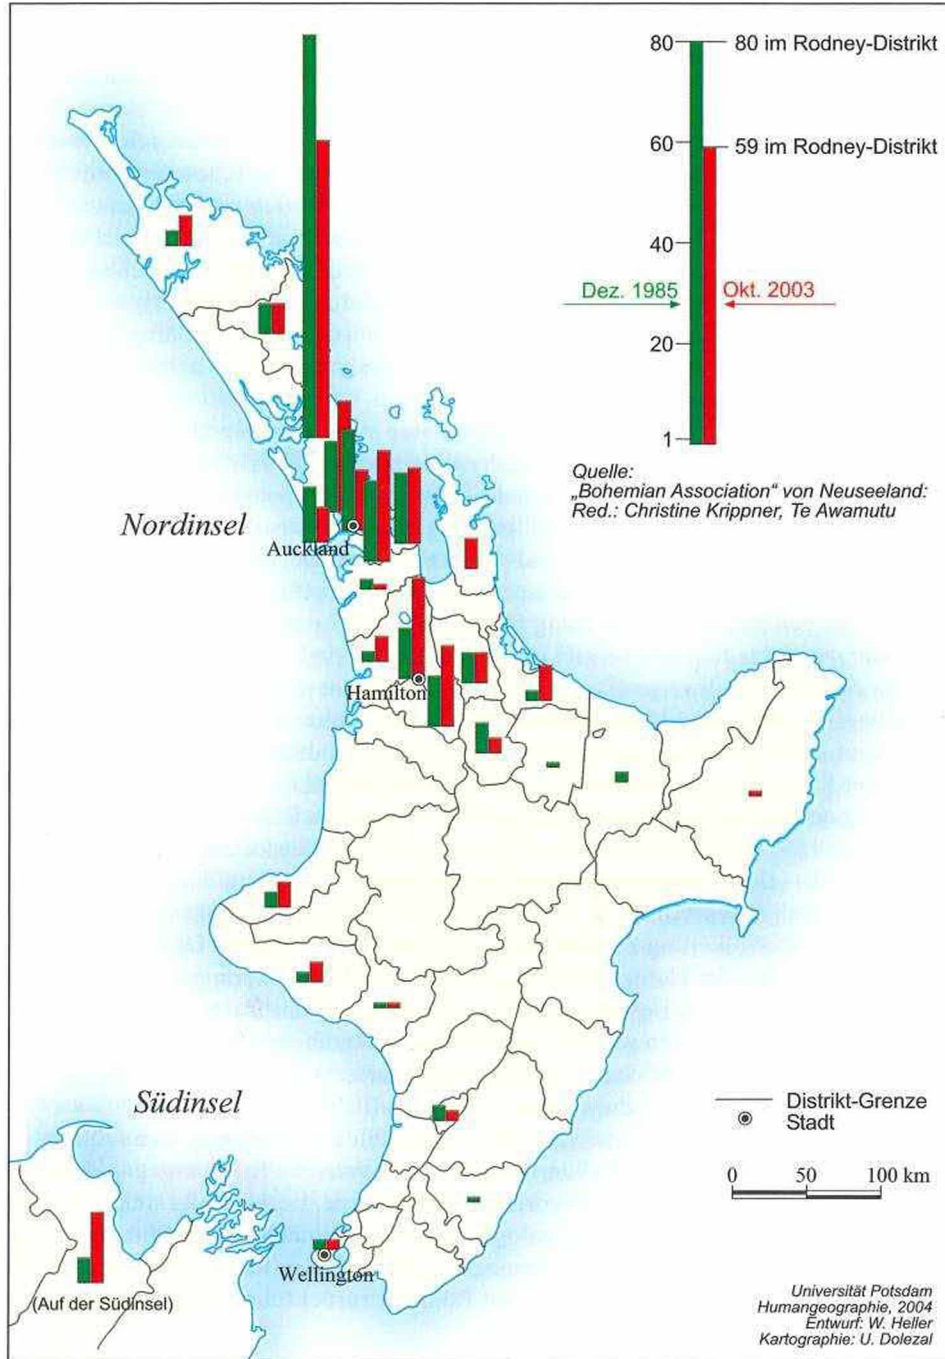 80
80 im Rodney-Distrikt
60
59 im Rodney-Distrikt
40
Dez. 1985
Okt. 2003
20
1
Quelle:
„Bohemian Association“ von Neuseeland:
Red.: Christine Krippner, Te Awamutu
Nordinsel
Auckland
Hamilton
Südinsel
Distrikt-Grenze
Stadt
0 50 100 km
Wellington
(Auf der Südinsel)
Universität Potsdam
Humangeographie, 2004
Entwurf: W. Heller
Kartographie: U. Dolezal